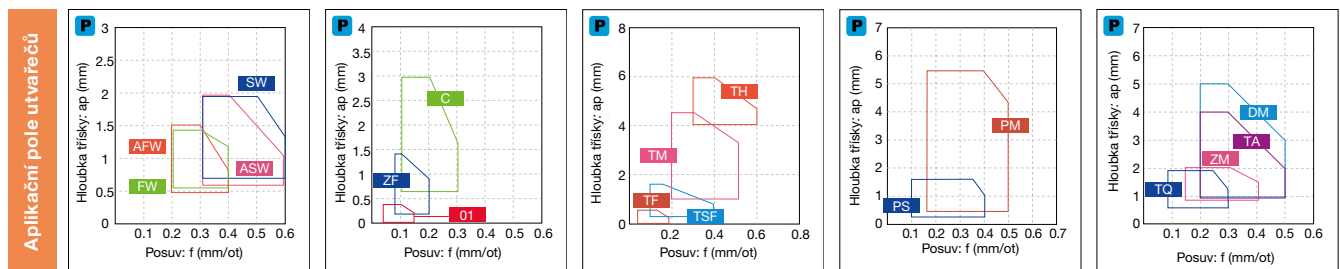 Aplikační pole utvařečů
P
Hloubka třísky: ap (mm)
3
2.5
2
1.5
1
0.5
0
SW
AFW
ASW
FW
0.1 0.2 0.3 0.4 0.5 0.6
Posuv: f (mm/ot)
P
Hloubka třísky: ap (mm)
4
3.5
3
2.5
2
1.5
1
0.5
0
C
ZF
01
0.1 0.2 0.3 0.4 0.5 0.6
Posuv: f (mm/ot)
P
Hloubka třísky: ap (mm)
8
6
4
2
0
TH
TM
TF
TSF
0.2 0.4 0.6 0.8
Posuv: f (mm/ot)
P
Hloubka třísky: ap (mm)
7
6
5
4
3
2
1
0
PM
PS
0.1 0.2 0.3 0.4 0.5 0.6 0.7
Posuv: f (mm/ot)
P
Hloubka třísky: ap (mm)
7
6
5
4
3
2
1
0
DM
TA
ZM
TQ
0.1 0.2 0.3 0.4 0.5 0.6
Posuv: f (mm/ot)